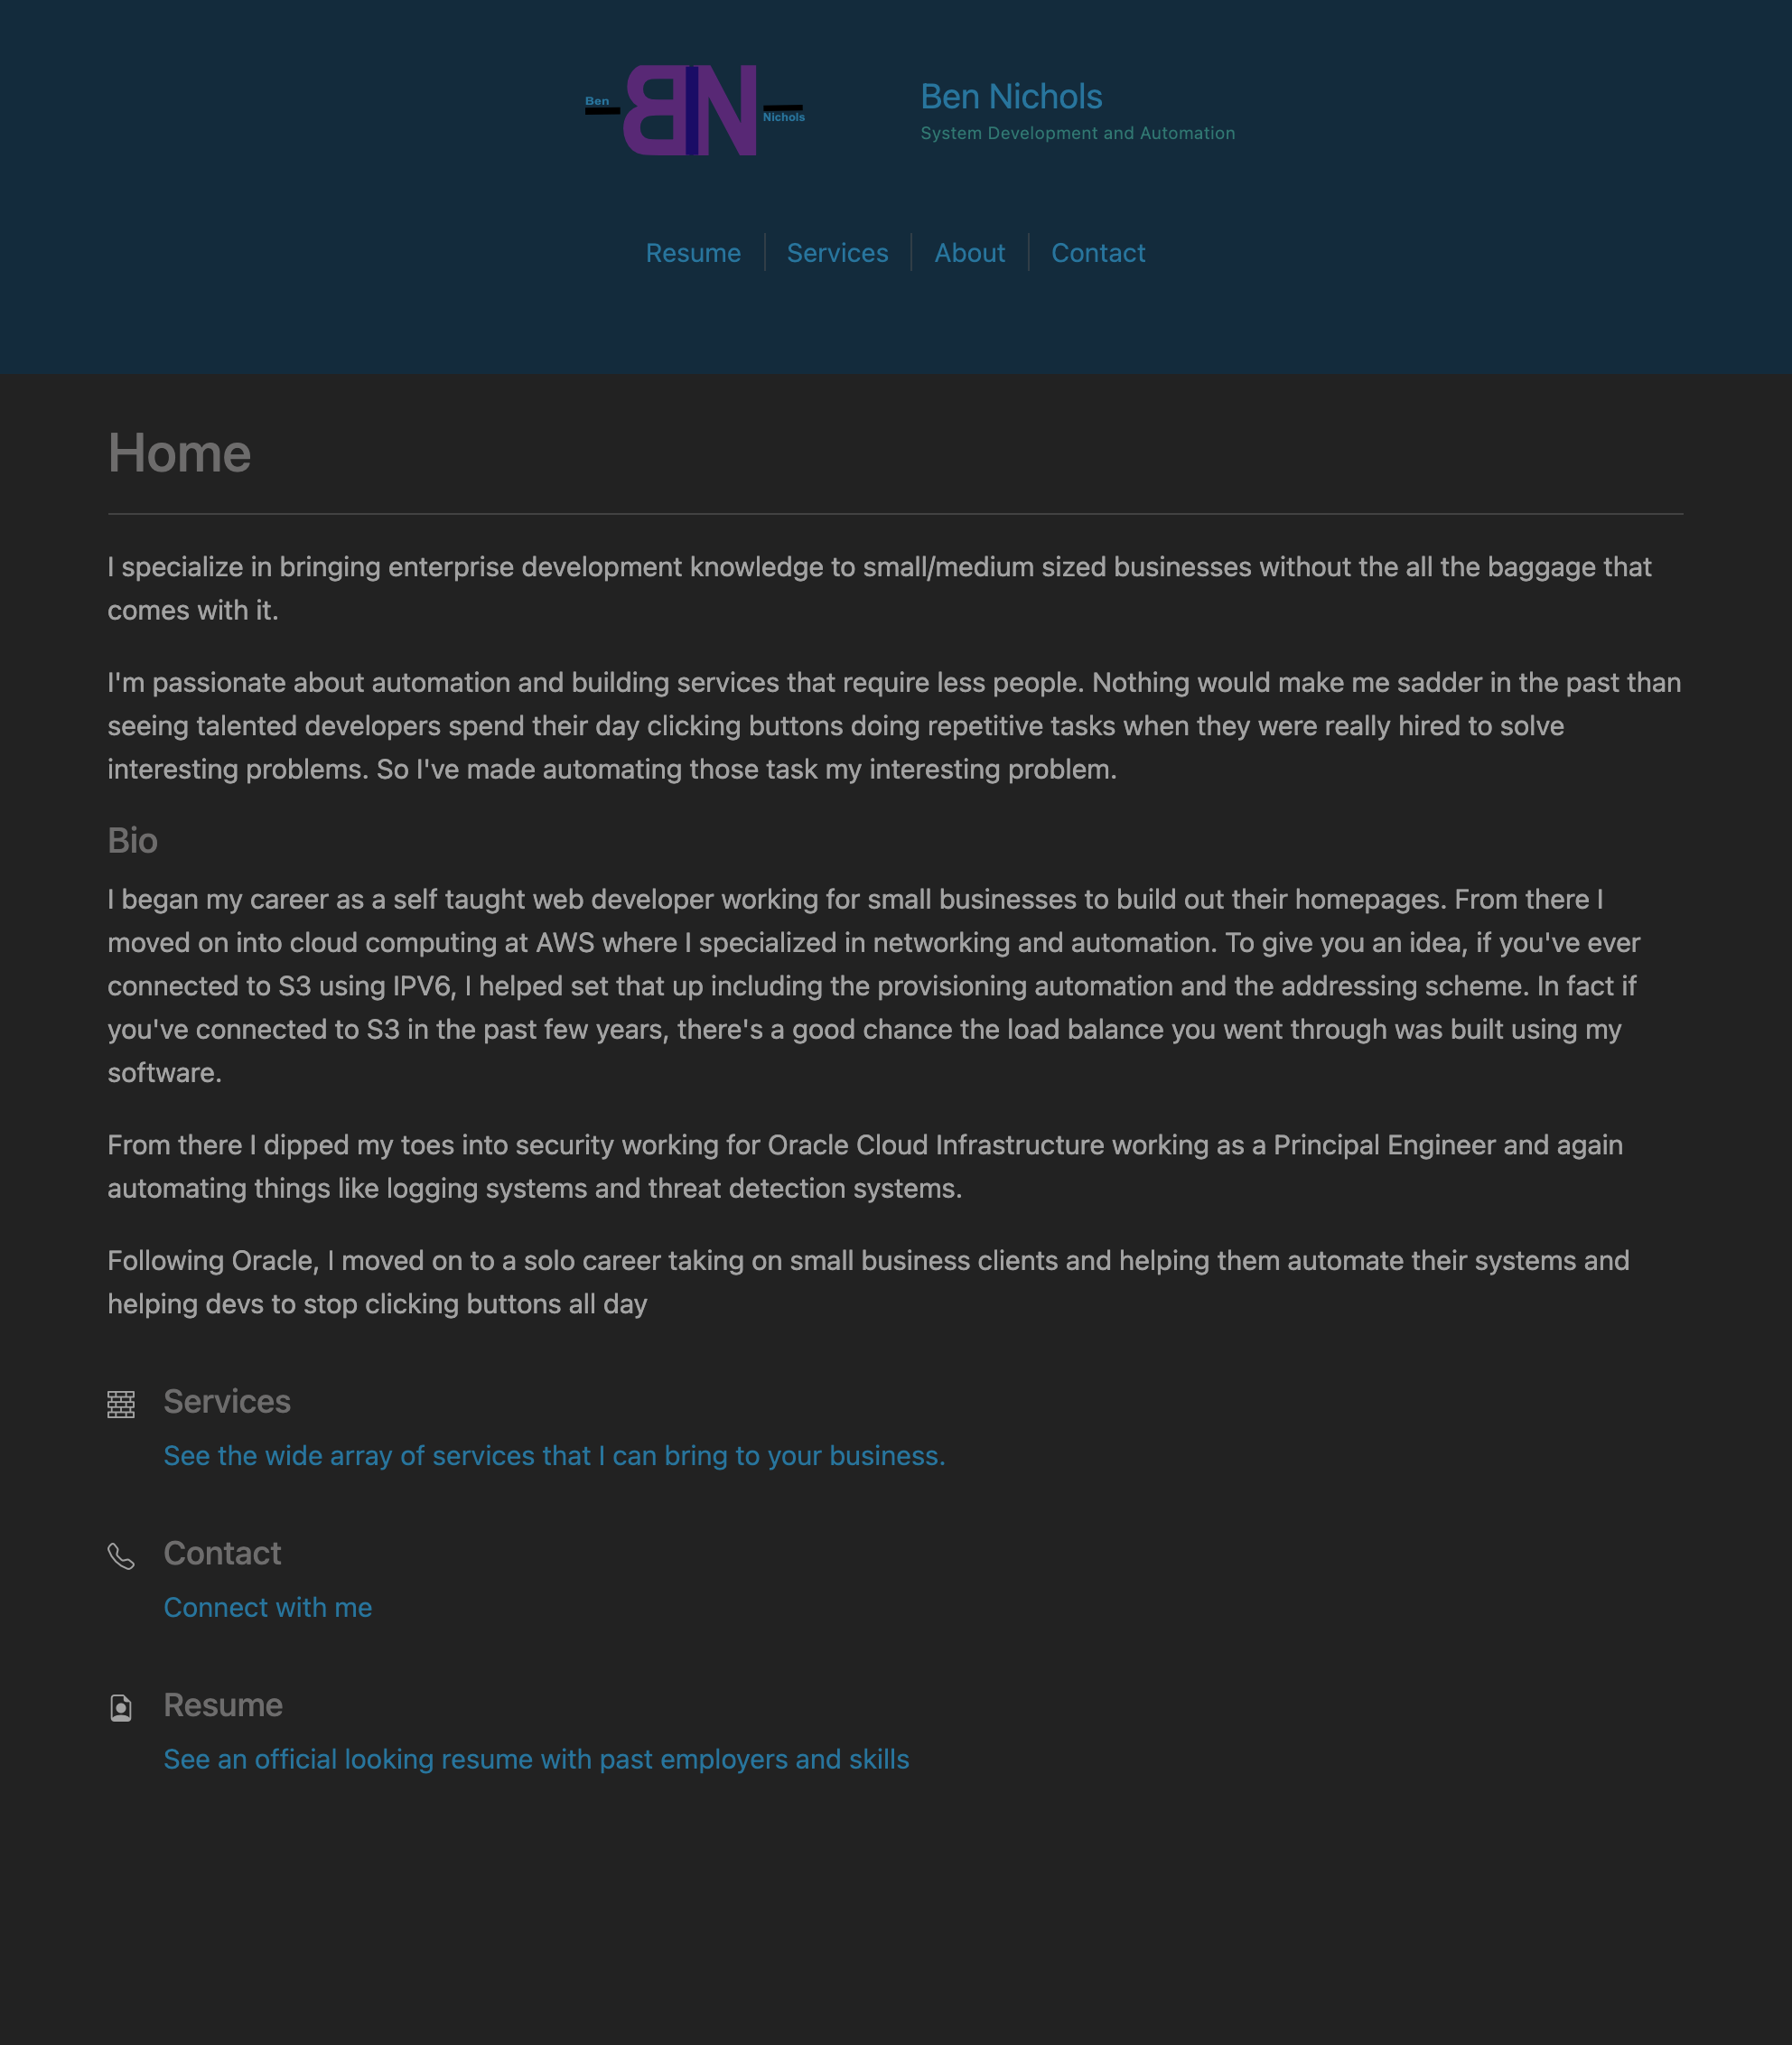 Ben
BN
Nichols
Ben Nichols
System Development and Automation
Resume
Services
About
Contact
Home
I specialize in bringing enterprise development knowledge to small/medium sized businesses without the all the baggage that
comes with it.
I'm passionate about automation and building services that require less people. Nothing would make me sadder in the past than
seeing talented developers spend their day clicking buttons doing repetitive tasks when they were really hired to solve
interesting problems. So I've made automating those task my interesting problem.
Bio
I began my career as a self taught web developer working for small businesses to build out their homepages. From there I
moved on into cloud computing at AWS where I specialized in networking and automation. To give you an idea, if you've ever
connected to S3 using IPV6, I helped set that up including the provisioning automation and the addressing scheme. In fact if
you've connected to S3 in the past few years, there's a good chance the load balance you went through was built using my
software.
From there I dipped my toes into security working for Oracle Cloud Infrastructure working as a Principal Engineer and again
automating things like logging systems and threat detection systems.
Following Oracle, I moved on to a solo career taking on small business clients and helping them automate their systems and
helping devs to stop clicking buttons all day
Services
See the wide array of services that I can bring to your business.
Contact
Connect with me
Resume
See an official looking resume with past employers and skills